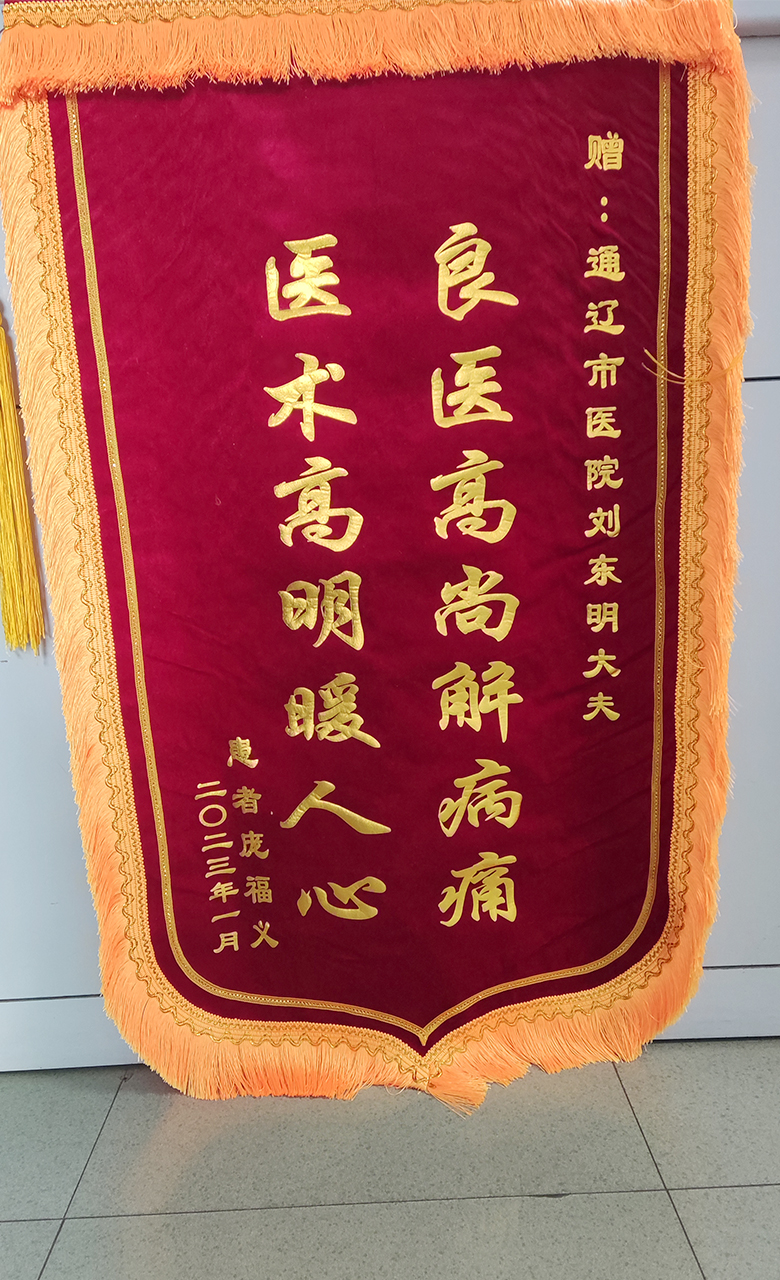 赠：通辽市医院刘东明大夫
良医高尚解病痛
医术高明暖人心
患者庞福义
二〇二三年一月